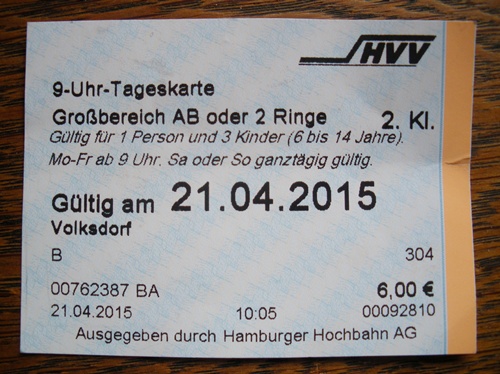 HVV
9-Uhr-Tageskarte
Großbereich AB oder 2 Ringe 2. Kl.
Gültig für 1 Person und 3 Kinder (6 bis 14 Jahre).
Mo-Fr ab 9 Uhr. Sa oder So ganztägig gültig.
Gültig am 21.04.2015
Volksdorf
B 304
00762387 BA 6,00 €
21.04.2015 10:05 00092810
Ausgegeben durch Hamburger Hochbahn AG